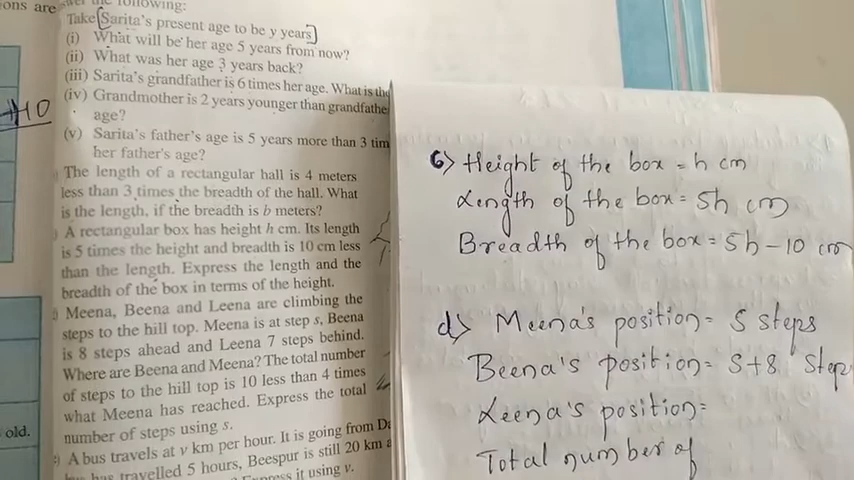 ons are
the following:
Take Sarita's present age to be y years
(i) What will be her age 5 years from now?
(ii) What was her age 3 years back?
(iii) Sarita's grandfather is 6 times her age. What is the
(iv) Grandmother is 2 years younger than grandfathe
age?
(v) Sarita's father's age is 5 years more than 3 tim
her father's age?
The length of a rectangular hall is 4 meters
less than 3 times the breadth of the hall. What
is the length, if the breadth is b meters?
A rectangular box has height h cm. Its length
is 5 times the height and breadth is 10 cm less
than the length. Express the length and the
breadth of the box in terms of the height.
Meena, Beena and Leena are climbing the
steps to the hill top. Meena is at step s, Beena
is 8 steps ahead and Leena 7 steps behind.
Where are Beena and Meena? The total number
of steps to the hill top is 10 less than 4 times
what Meena has reached. Express the total
number of steps using s.
A bus travels at v km per hour. It is going from Da
has travelled 5 hours, Beespur is still 20 km a
Express it using v.
10
old.
6> Height of the box = h cm
Length of the box = 5h cm
Breadth of the box = 5h - 10 cm
d> Meena's position = S steps
Beena's position = S+8 Step
Leena's position =
Total number of